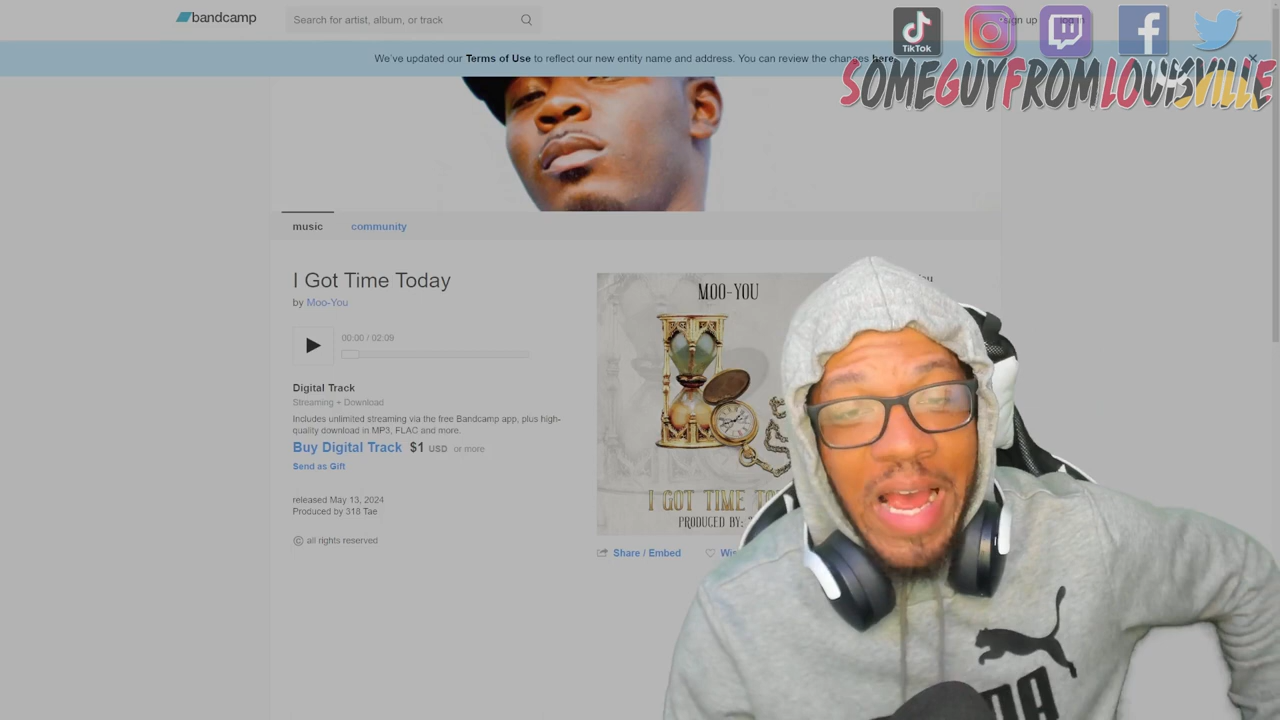 bandcamp
Search for artist, album, or track
sign up
log in
TikTok
We've updated our Terms of Use to reflect our new entity name and address. You can review the changes here.
SOMEGUYFROMLOUISVILLE
music
community
I Got Time Today
by Moo-You
00:00 / 02:09
Digital Track
Streaming + Download
Includes unlimited streaming via the free Bandcamp app, plus high-
quality download in MP3, FLAC and more.
Buy Digital Track $1 USD or more
Send as Gift
released May 13, 2024
Produced by 318 Tae
© all rights reserved
MOO-YOU
I GOT TIME
PRODUCED BY:
Share / Embed